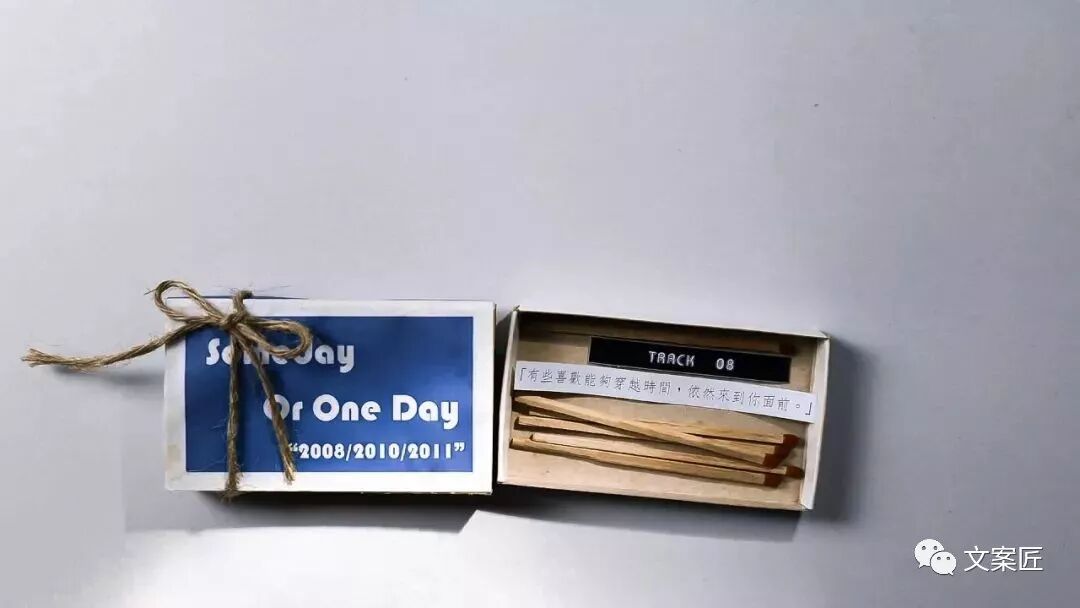 SomeDay
Or One Day
“2008/2010/2011”
TRACK 08
「有些喜歡能夠穿越時間，依然來到你面前。」
文案匠